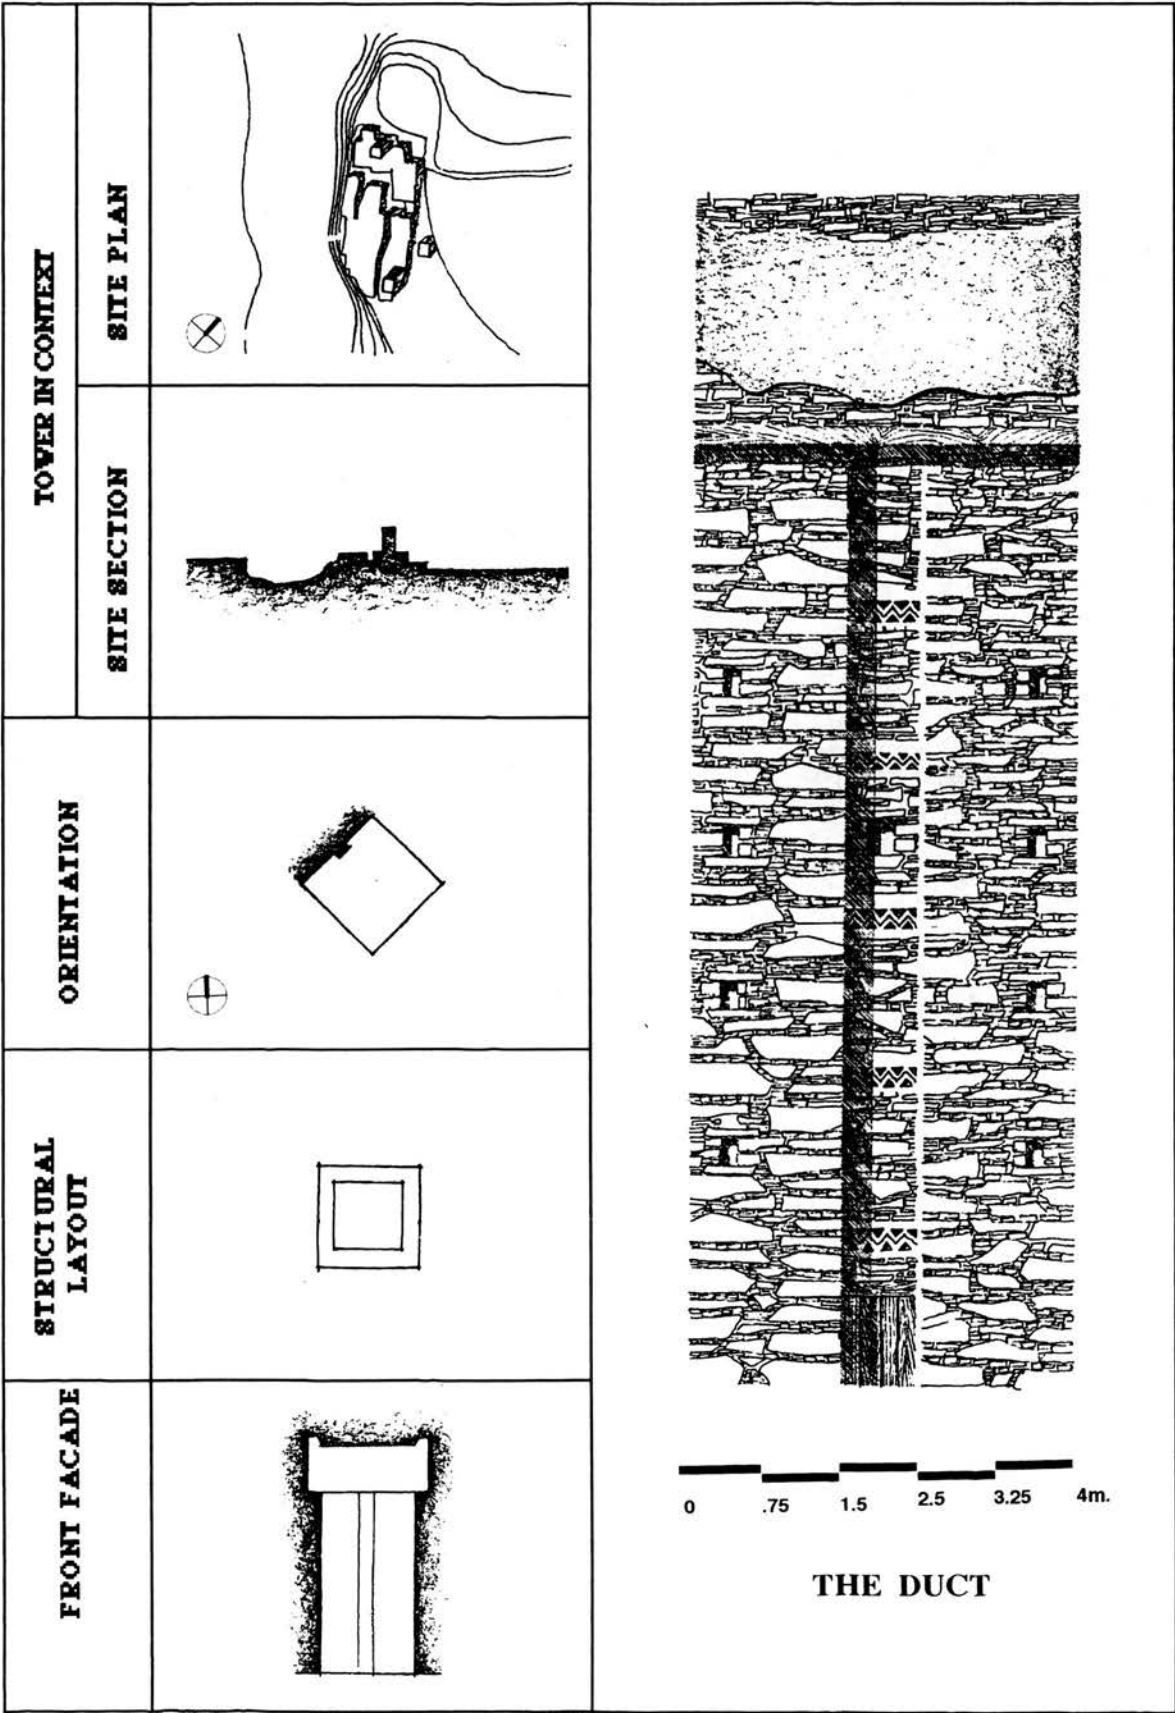 TOWER IN CONTEXT
SITE PLAN
SITE SECTION
ORIENTATION
STRUCTURAL
LAYOUT
FRONT FACADE
0 .75 1.5 2.5 3.25 4m.
THE DUCT